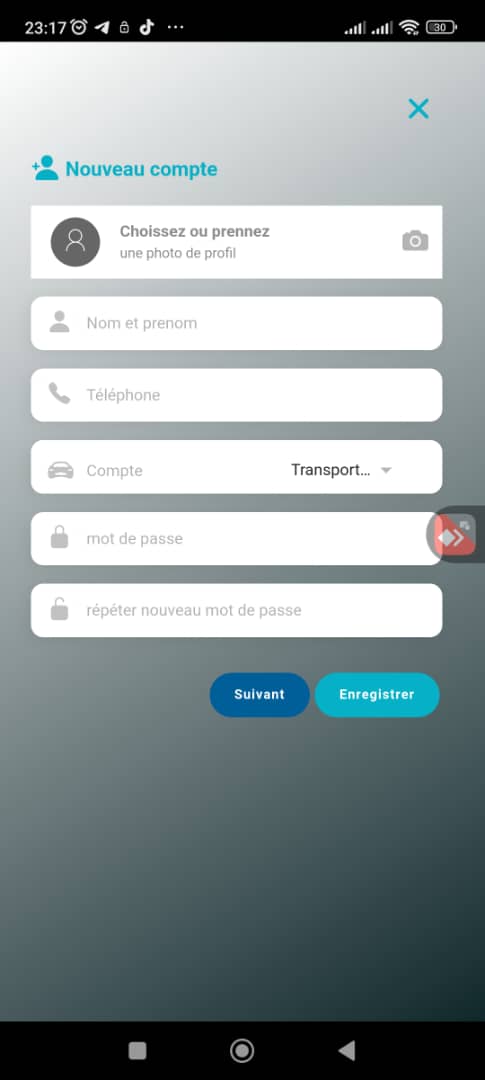 23:17
30
Nouveau compte
Choissez ou prennez
une photo de profil
Nom et prenom
Téléphone
Compte
Transport...
mot de passe
répéter nouveau mot de passe
Suivant
Enregistrer